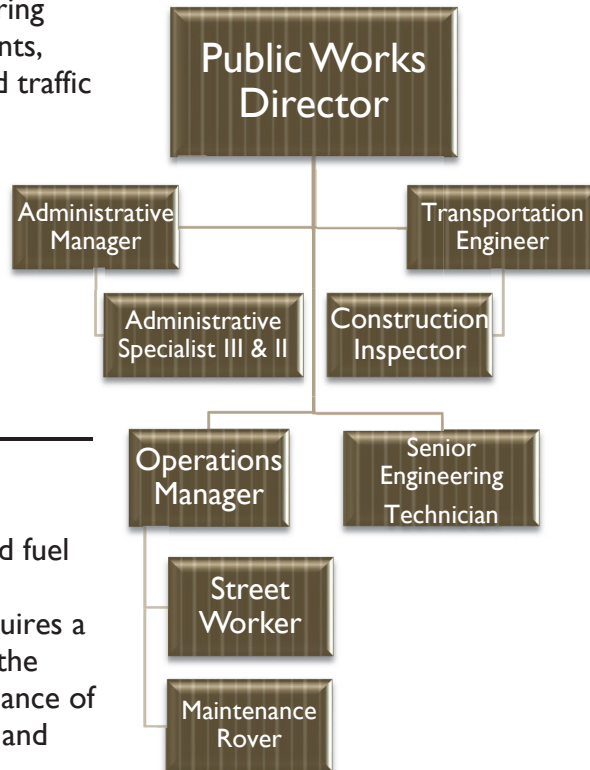 ring
nts,
d traffic
Public Works
Director
Administrative
Manager
Transportation
Engineer
Administrative
Specialist III & II
Construction
Inspector
Operations
Manager
Senior
Engineering
Technician
d fuel
uires a
the
ance of
and
Street
Worker
Maintenance
Rover